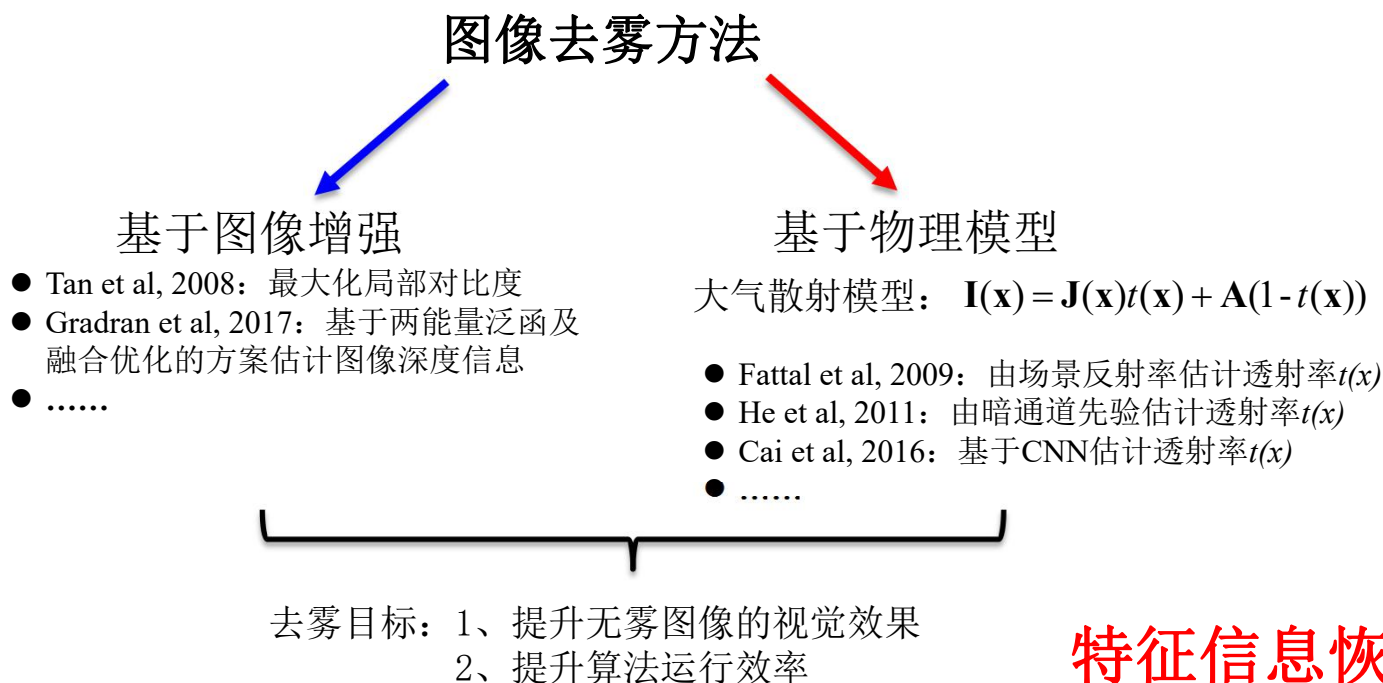 图像去雾方法
基于图像增强
● Tan et al, 2008：最大化局部对比度
● Gradran et al, 2017：基于两能量泛函及
融合优化的方案估计图像深度信息
● ……
基于物理模型
大气散射模型： I(x) = J(x)t(x) + A(1 - t(x))
● Fattal et al, 2009：由场景反射率估计透射率t(x)
● He et al, 2011：由暗通道先验估计透射率t(x)
● Cai et al, 2016：基于CNN估计透射率t(x)
● ……
去雾目标：1、提升无雾图像的视觉效果
2、提升算法运行效率
特征信息恢